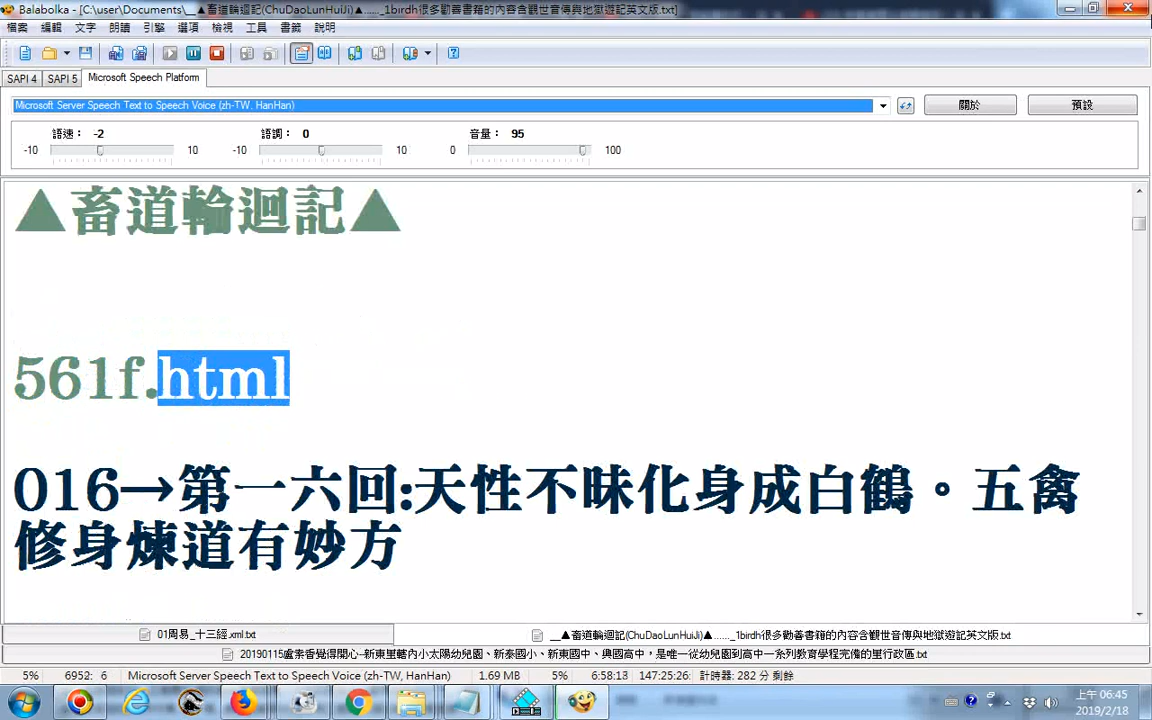 Balabolka - [C:\user\Documents\__▲畜道輪迴記(ChuDaoLunHuiJi)▲......_1birdh很多勸善書籍的內容含觀世音傳與地獄遊記英文版.txt]
檔案 編輯 文字 朗讀 引擎 選項 檢視 工具 書籤 說明
SAPI 4 SAPI 5 Microsoft Speech Platform
Microsoft Server Speech Text to Speech Voice (zh-TW, HanHan) 關於 預設
語速： -2 語調： 0 音量： 95
-10 10 -10 10 0 100
▲畜道輪迴記▲
561f.html
016→第一六回:天性不昧化身成白鶴。五禽
修身煉道有妙方
01周易_十三經.xml.txt __▲畜道輪迴記(ChuDaoLunHuiJi)▲......_1birdh很多勸善書籍的內容含觀世音傳與地獄遊記英文版.txt
20190115盧素香覺得開心--新東里轄內小太陽幼兒園、新泰國小、新東國中、興國高中，是唯一從幼兒園到高中一系列教育學程完備的里行政區.txt
5% 6952: 6 Microsoft Server Speech Text to Speech Voice (zh-TW, HanHan) 1.69 MB 5% 6:58:13 147:25:26: 計時器: 282 分 剩餘
上午 06:45
2019/2/18